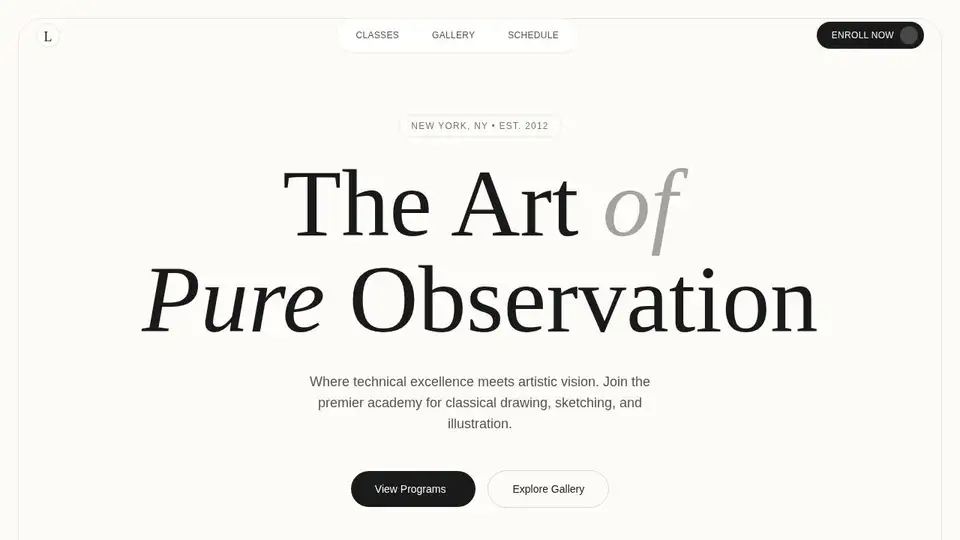 L
CLASSES GALLERY SCHEDULE
ENROLL NOW
NEW YORK, NY • EST. 2012
The Art of
Pure Observation
Where technical excellence meets artistic vision. Join the
premier academy for classical drawing, sketching, and
illustration.
View Programs
Explore Gallery